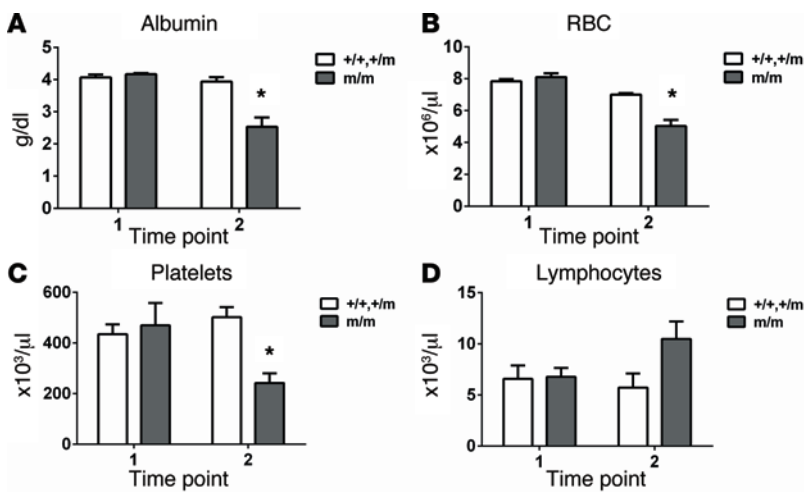 A Albumin
5
4
3
2
1
0
g/dl
1 2
Time point
+/+,+/m
m/m
*
B RBC
10
8
6
4
2
0
x10⁶/µl
1 2
Time point
+/+,+/m
m/m
*
C Platelets
600
400
200
0
x10³/µl
1 2
Time point
+/+,+/m
m/m
*
D Lymphocytes
15
10
5
0
x10³/µl
1 2
Time point
+/+,+/m
m/m